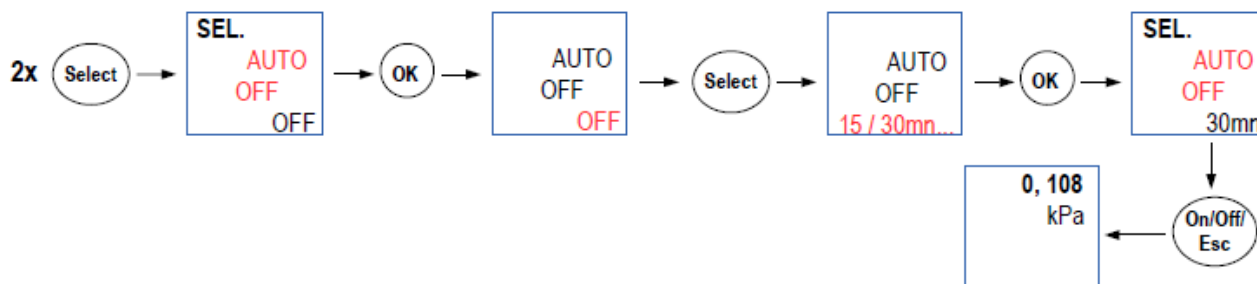 2x
Select
SEL.
AUTO
OFF
OFF
OK
AUTO
OFF
OFF
Select
AUTO
OFF
15 / 30mn...
OK
SEL.
AUTO
OFF
30mn
On/Off/
Esc
0, 108
kPa